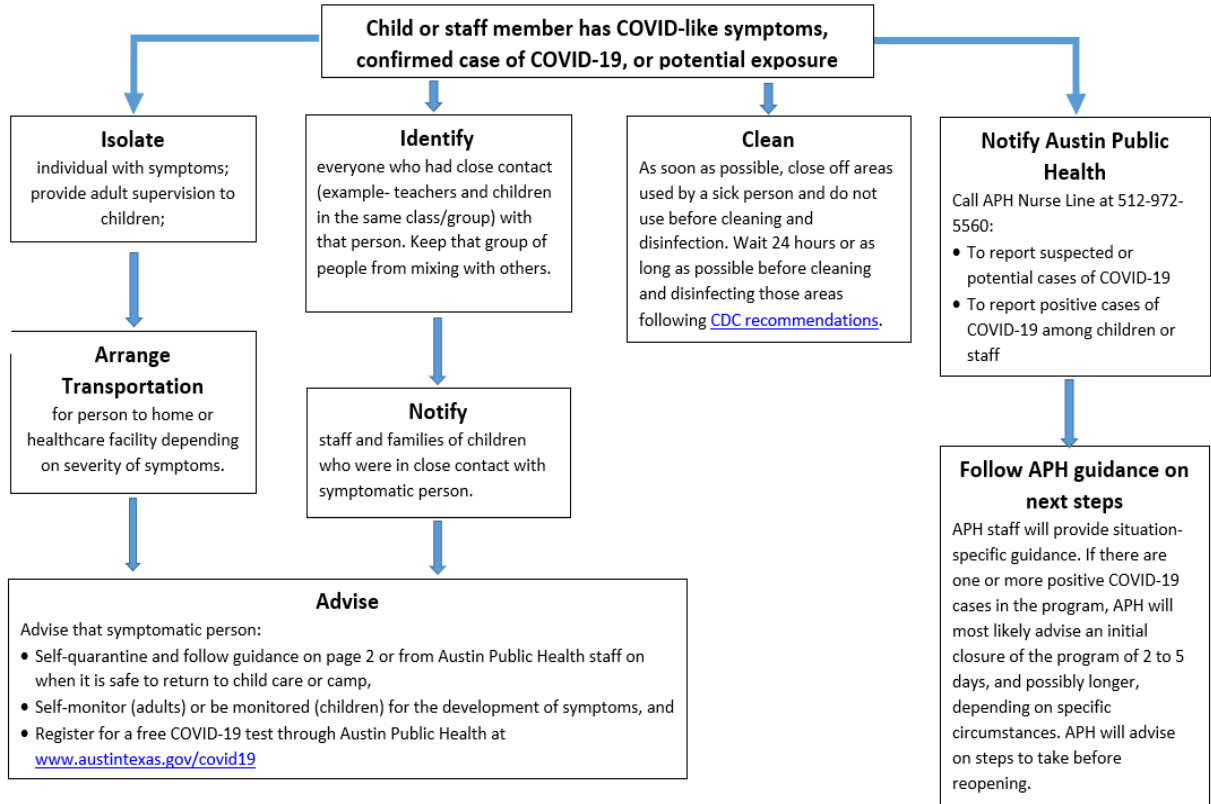 Child or staff member has COVID-like symptoms,
confirmed case of COVID-19, or potential exposure
Isolate
individual with symptoms;
provide adult supervision to
children;
Arrange
Transportation
for person to home or
healthcare facility depending
on severity of symptoms.
Identify
everyone who had close contact
(example- teachers and children
in the same class/group) with
that person. Keep that group of
people from mixing with others.
Notify
staff and families of children
who were in close contact with
symptomatic person.
Advise
Advise that symptomatic person:
• Self-quarantine and follow guidance on page 2 or from Austin Public Health staff on
when it is safe to return to child care or camp,
• Self-monitor (adults) or be monitored (children) for the development of symptoms, and
• Register for a free COVID-19 test through Austin Public Health at
www.austintexas.gov/covid19
Clean
As soon as possible, close off areas
used by a sick person and do not
use before cleaning and
disinfection. Wait 24 hours or as
long as possible before cleaning
and disinfecting those areas
following CDC recommendations.
Notify Austin Public
Health
Call APH Nurse Line at 512-972-
5560:
• To report suspected or
potential cases of COVID-19
• To report positive cases of
COVID-19 among children or
staff
Follow APH guidance on
next steps
APH staff will provide situation-
specific guidance. If there are
one or more positive COVID-19
cases in the program, APH will
most likely advise an initial
closure of the program of 2 to 5
days, and possibly longer,
depending on specific
circumstances. APH will advise
on steps to take before
reopening.